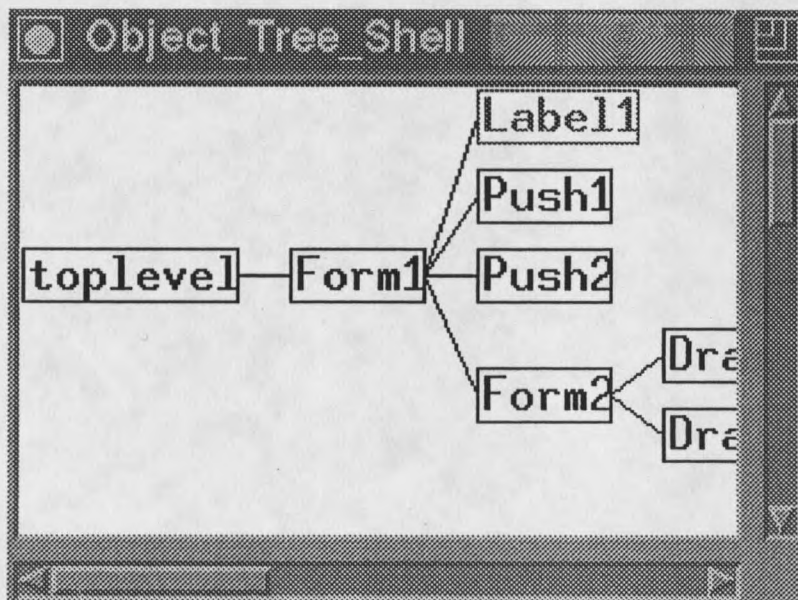 Object_Tree_Shell
Label1
Push1
toplevel Form1 Push2
Dra
Form2
Dra